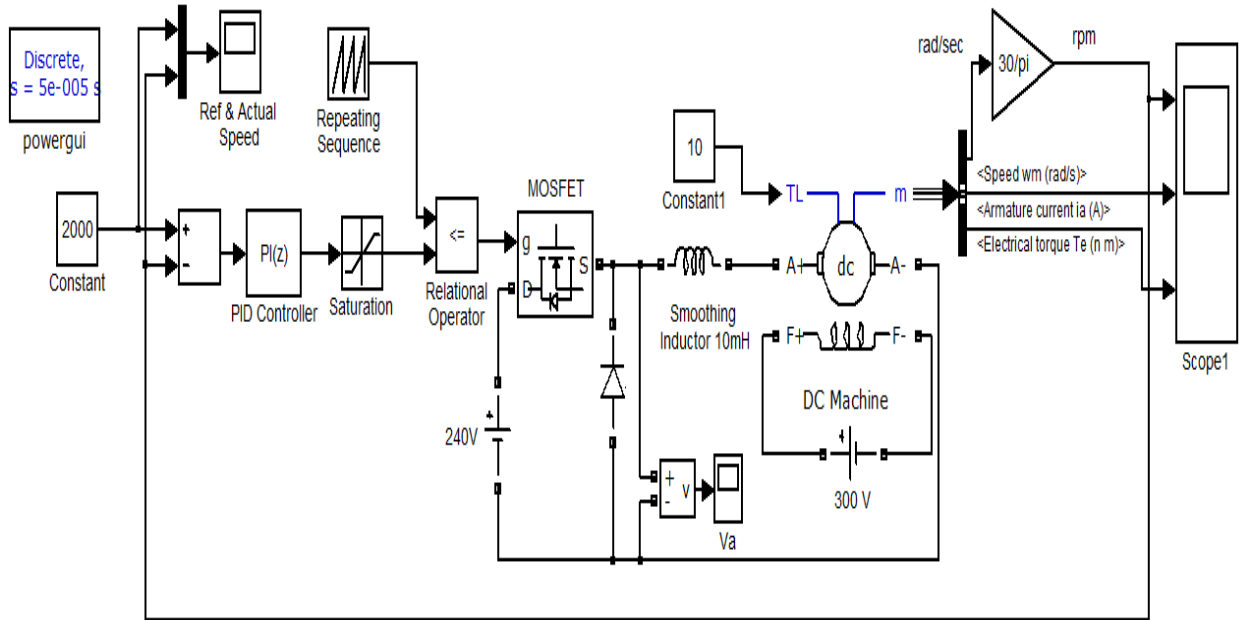 Discrete,
s = 5e-005 s
powergui
Ref & Actual
Speed
Repeating
Sequence
rad/sec
30/pi
rpm
Scope1
2000
Constant
+
−
PI(z)
PID Controller
Saturation
<=
Relational
Operator
MOSFET
g
D
S
240V
+
Smoothing
Inductor 10mH
10
Constant1
TL
m
A+
dc
A-
F+
F-
DC Machine
+
300 V
<Speed wm (rad/s)>
<Armature current ia (A)>
<Electrical torque Te (n m)>
+
-
v
Va